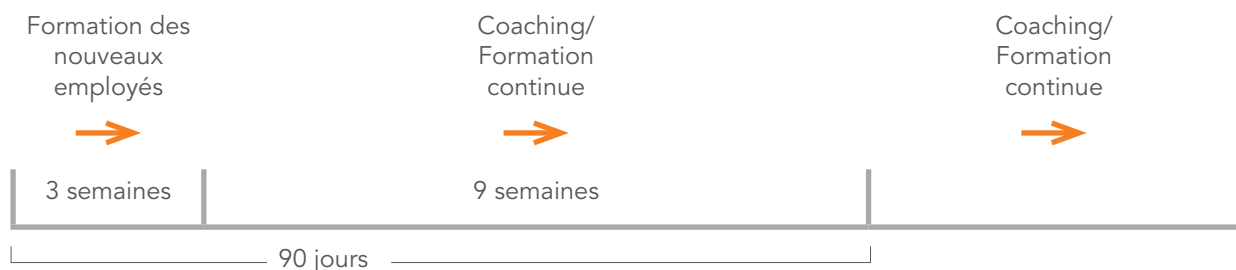 Formation des
nouveaux
employés
Coaching/
Formation
continue
Coaching/
Formation
continue
3 semaines
9 semaines
90 jours